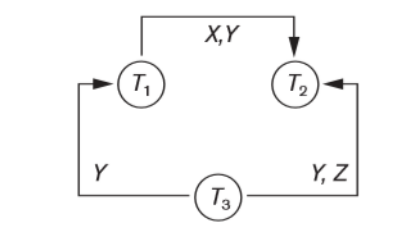 X,Y
T1 T2
Y Y, Z
T3